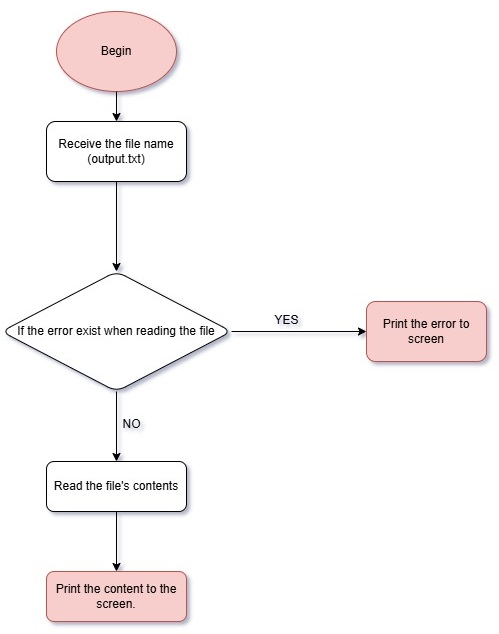 Begin
Receive the file name
(output.txt)
If the error exist when reading the file
YES
Print the error to
screen
NO
Read the file's contents
Print the content to the
screen.